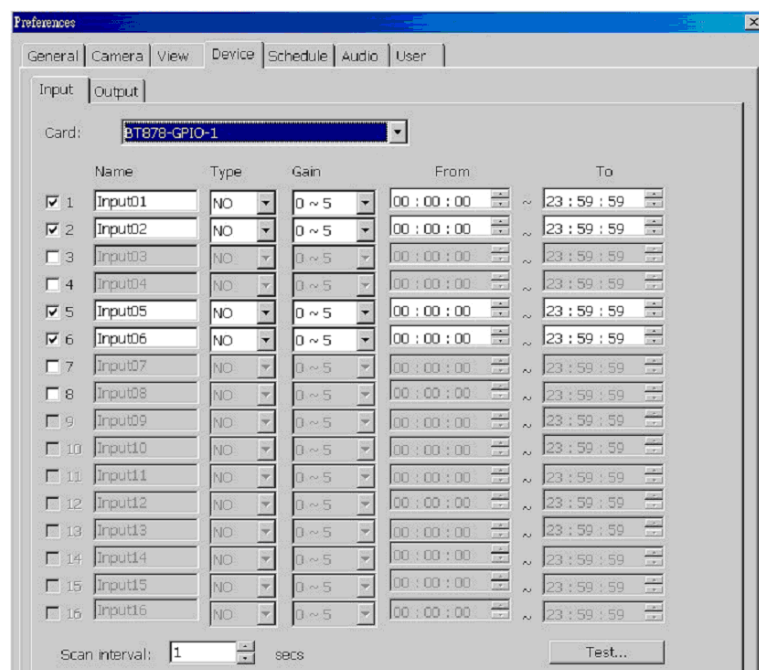 Preferences
General Camera View Device Schedule Audio User
Input Output
Card: BT878-GPIO-1
Name Type Gain From To
1 Input01 NO 0 ~ 5 00 : 00 : 00 ~ 23 : 59 : 59
2 Input02 NO 0 ~ 5 00 : 00 : 00 ~ 23 : 59 : 59
3 Input03 NO 0 ~ 5 00 : 00 : 00 ~ 23 : 59 : 59
4 Input04 NO 0 ~ 5 00 : 00 : 00 ~ 23 : 59 : 59
5 Input05 NO 0 ~ 5 00 : 00 : 00 ~ 23 : 59 : 59
6 Input06 NO 0 ~ 5 00 : 00 : 00 ~ 23 : 59 : 59
7 Input07 NO 0 ~ 5 00 : 00 : 00 ~ 23 : 59 : 59
8 Input08 NO 0 ~ 5 00 : 00 : 00 ~ 23 : 59 : 59
9 Input09 NO 0 ~ 5 00 : 00 : 00 ~ 23 : 59 : 59
10 Input10 NO 0 ~ 5 00 : 00 : 00 ~ 23 : 59 : 59
11 Input11 NO 0 ~ 5 00 : 00 : 00 ~ 23 : 59 : 59
12 Input12 NO 0 ~ 5 00 : 00 : 00 ~ 23 : 59 : 59
13 Input13 NO 0 ~ 5 00 : 00 : 00 ~ 23 : 59 : 59
14 Input14 NO 0 ~ 5 00 : 00 : 00 ~ 23 : 59 : 59
15 Input15 NO 0 ~ 5 00 : 00 : 00 ~ 23 : 59 : 59
16 Input16 NO 0 ~ 5 00 : 00 : 00 ~ 23 : 59 : 59
Scan interval: 1 secs Test...